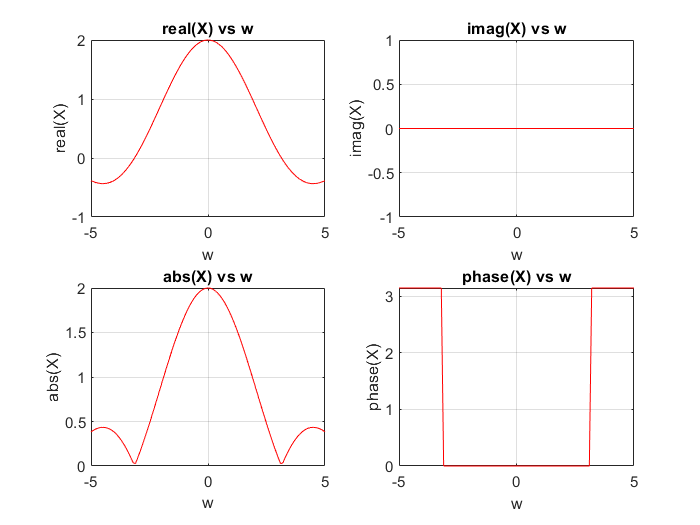 real(X) vs w
2
1
0
-1
real(X)
-5
0
5
w
imag(X) vs w
1
0.5
0
-0.5
-1
imag(X)
-5
0
5
w
abs(X) vs w
2
1.5
1
0.5
0
abs(X)
-5
0
5
w
phase(X) vs w
3
2
1
0
phase(X)
-5
0
5
w